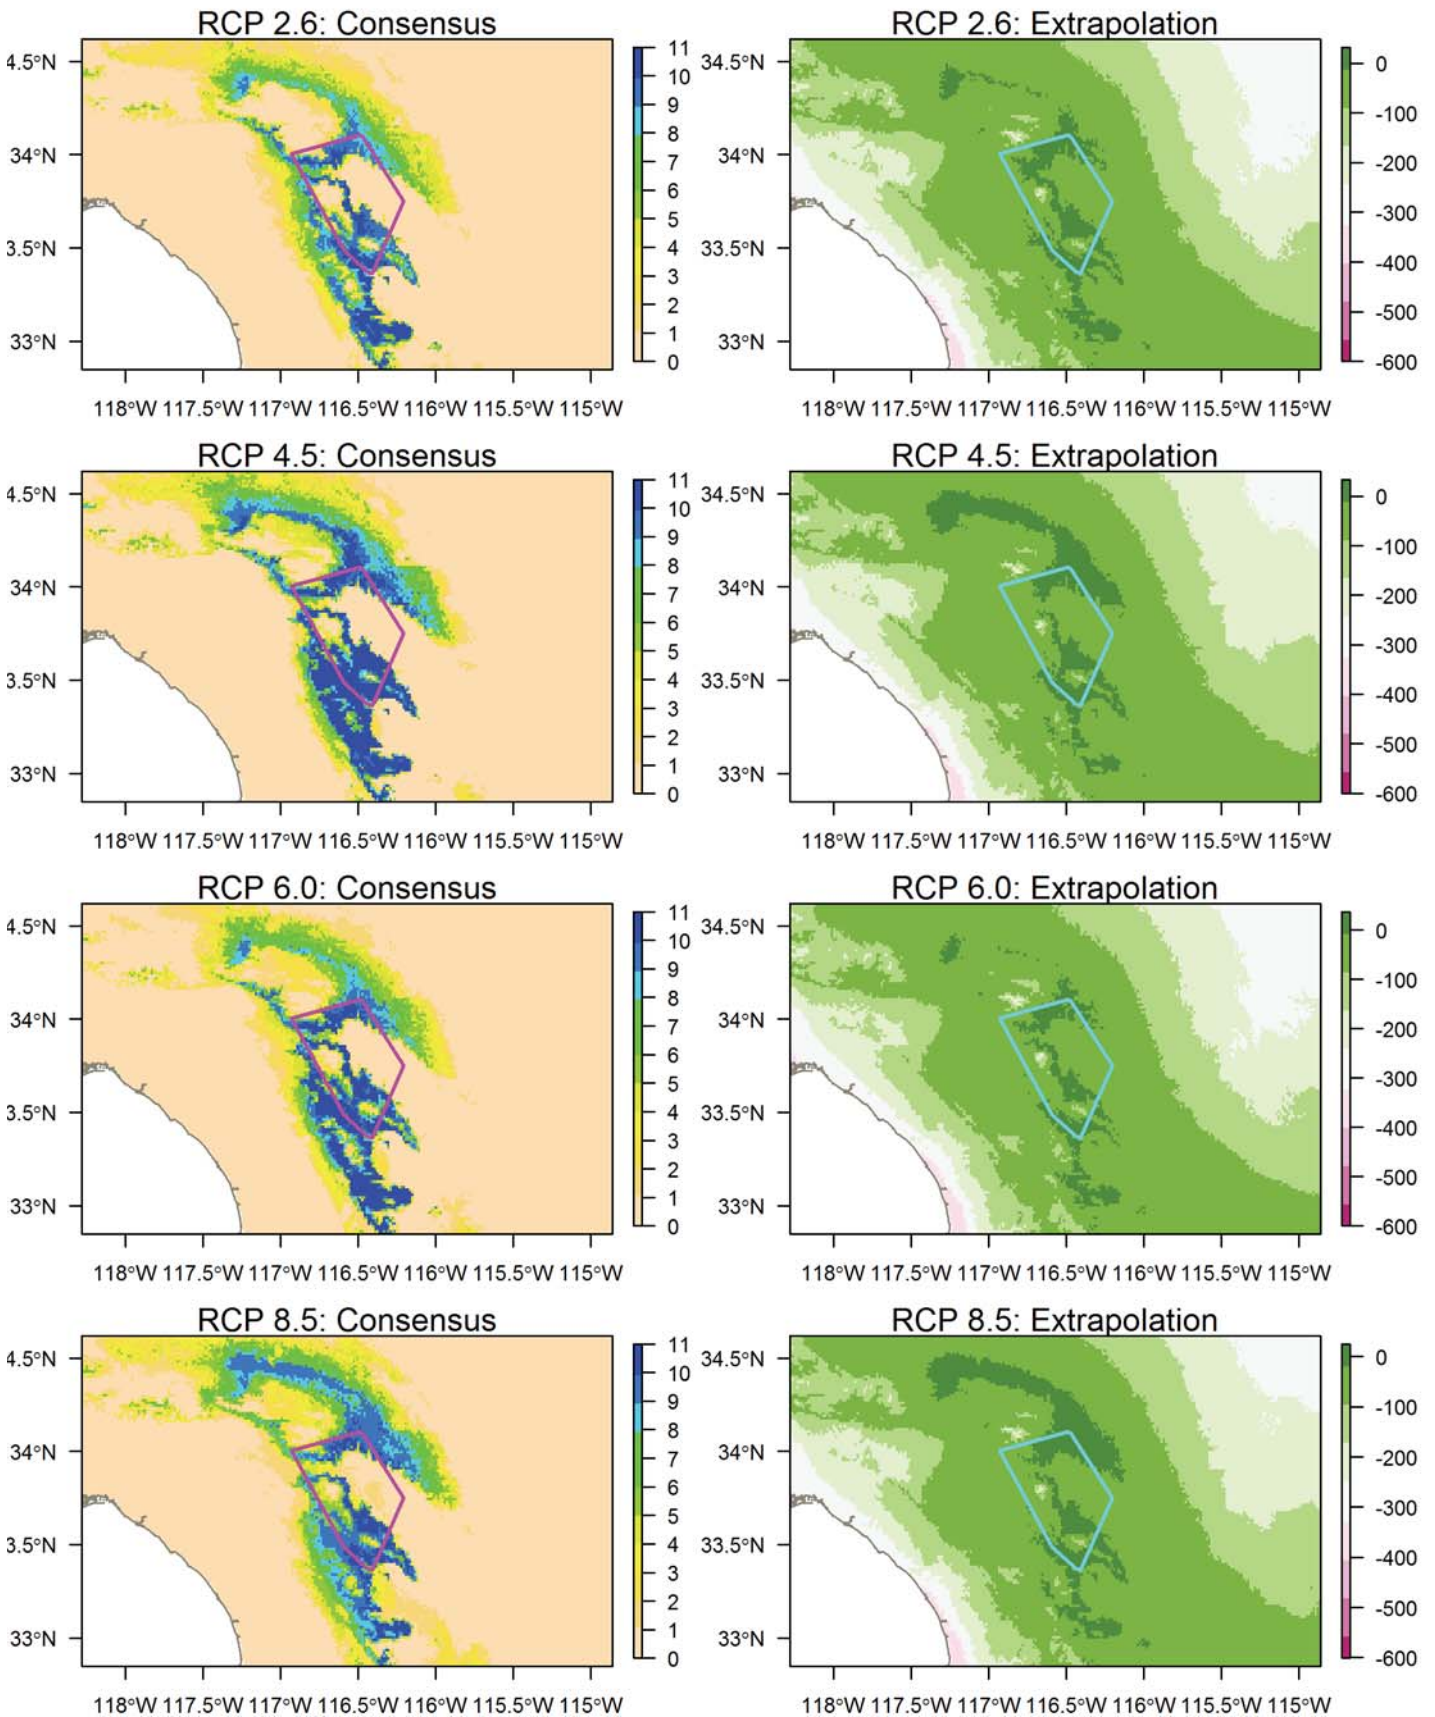 RCP 2.6: Consensus
4.5°N
34°N
3.5°N
33°N
11
10
9
8
7
6
5
4
3
2
1
0
118°W 117.5°W 117°W 116.5°W 116°W 115.5°W 115°W
RCP 2.6: Extrapolation
34.5°N
34°N
33.5°N
33°N
0
-100
-200
-300
-400
-500
-600
118°W 117.5°W 117°W 116.5°W 116°W 115.5°W 115°W
RCP 4.5: Consensus
4.5°N
34°N
3.5°N
33°N
11
10
9
8
7
6
5
4
3
2
1
0
118°W 117.5°W 117°W 116.5°W 116°W 115.5°W 115°W
RCP 4.5: Extrapolation
34.5°N
34°N
33.5°N
33°N
0
-100
-200
-300
-400
-500
-600
118°W 117.5°W 117°W 116.5°W 116°W 115.5°W 115°W
RCP 6.0: Consensus
4.5°N
34°N
3.5°N
33°N
11
10
9
8
7
6
5
4
3
2
1
0
118°W 117.5°W 117°W 116.5°W 116°W 115.5°W 115°W
RCP 6.0: Extrapolation
34.5°N
34°N
33.5°N
33°N
0
-100
-200
-300
-400
-500
-600
118°W 117.5°W 117°W 116.5°W 116°W 115.5°W 115°W
RCP 8.5: Consensus
4.5°N
34°N
3.5°N
33°N
11
10
9
8
7
6
5
4
3
2
1
0
118°W 117.5°W 117°W 116.5°W 116°W 115.5°W 115°W
RCP 8.5: Extrapolation
34.5°N
34°N
33.5°N
33°N
0
-100
-200
-300
-400
-500
-600
118°W 117.5°W 117°W 116.5°W 116°W 115.5°W 115°W